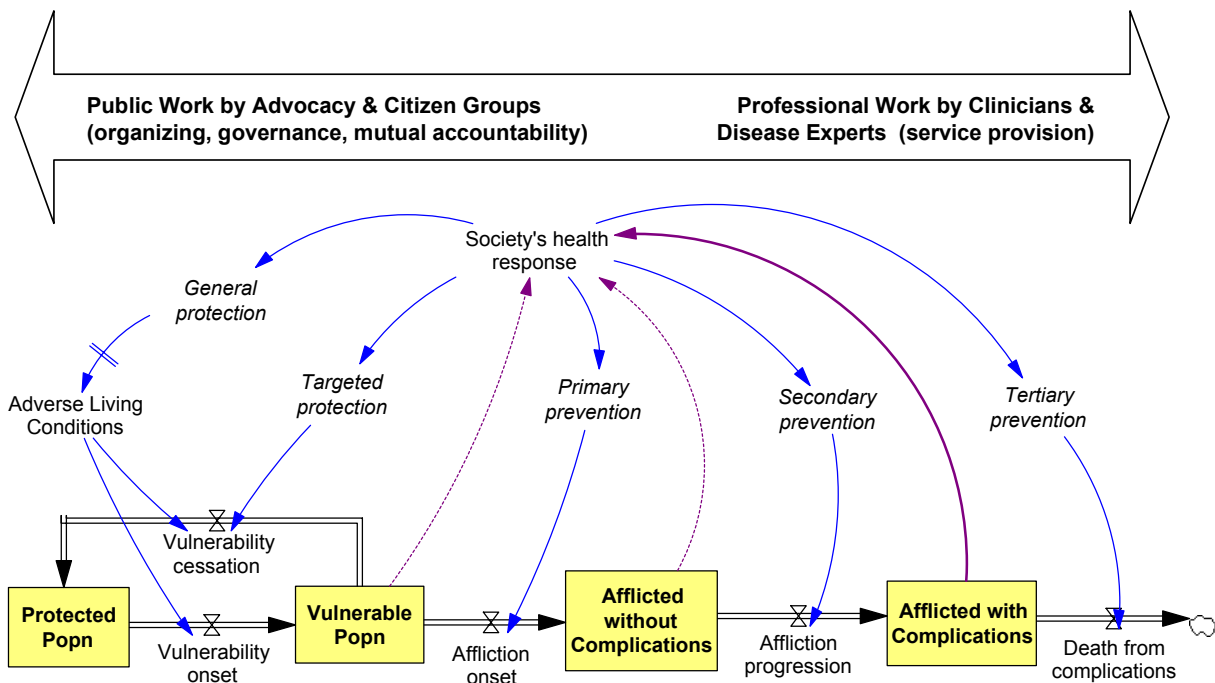 Public Work by Advocacy & Citizen Groups
(organizing, governance, mutual accountability)
Professional Work by Clinicians &
Disease Experts (service provision)
Society's health
response
General
protection
Targeted
protection
Primary
prevention
Secondary
prevention
Tertiary
prevention
Adverse Living
Conditions
Vulnerability
cessation
Protected
Popn
Vulnerability
onset
Vulnerable
Popn
Affliction
onset
Afflicted
without
Complications
Affliction
progression
Afflicted with
Complications
Death from
complications